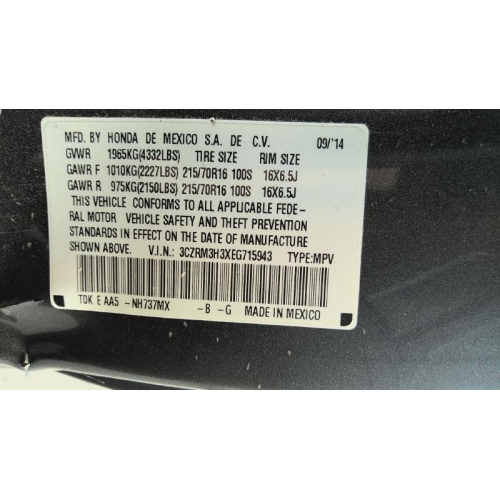 MFD. BY HONDA DE MEXICO S.A. DE C.V. 09/'14
GVWR 1965KG(4332LBS) TIRE SIZE RIM SIZE
GAWR F 1010KG(2227LBS) 215/70R16 100S 16X6.5J
GAWR R 975KG(2150LBS) 215/70R16 100S 16X6.5J
THIS VEHICLE CONFORMS TO ALL APPLICABLE FEDE-
RAL MOTOR VEHICLE SAFETY AND THEFT PREVENTION
STANDARDS IN EFFECT ON THE DATE OF MANUFACTURE
SHOWN ABOVE. V.I.N.: 3CZRM3H3XEG715943 TYPE:MPV
TOK E AA5 -NH737MX -B -G MADE IN MEXICO